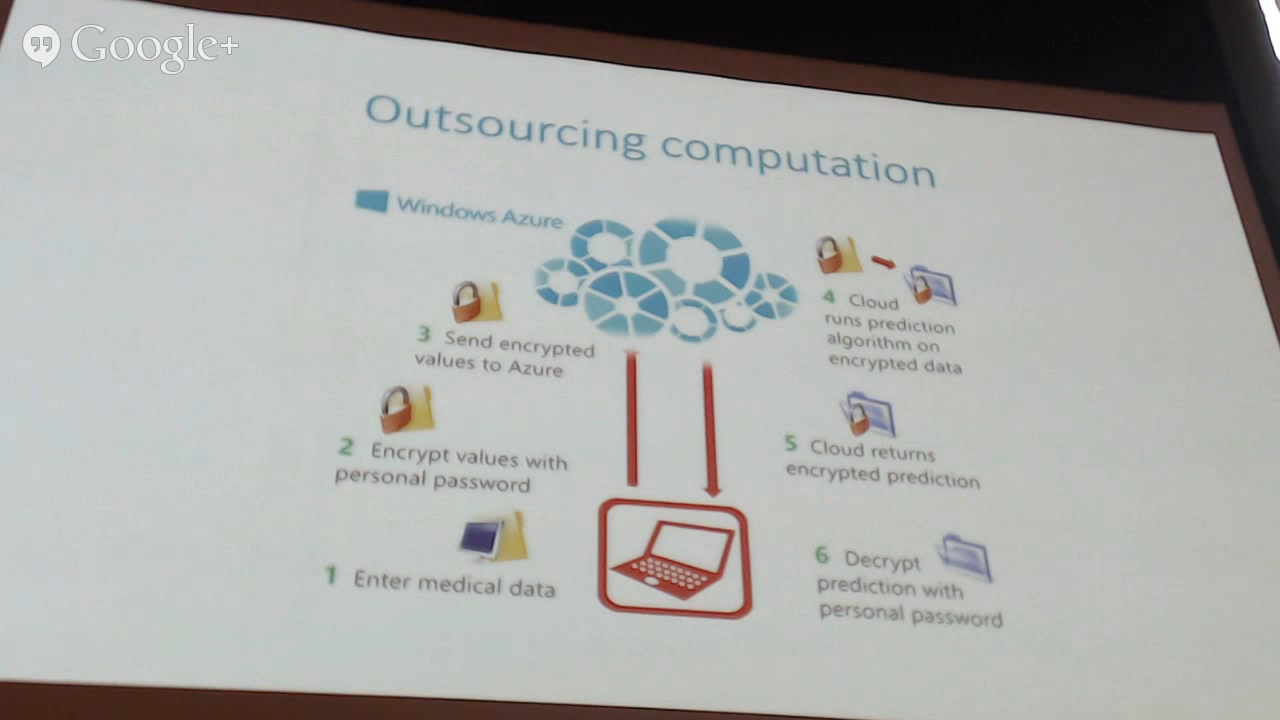 Google+
Outsourcing computation
Windows Azure
3 Send encrypted
values to Azure
2 Encrypt values with
personal password
1 Enter medical data
4 Cloud
runs prediction
algorithm on
encrypted data
5 Cloud returns
encrypted prediction
6 Decrypt
prediction with
personal password